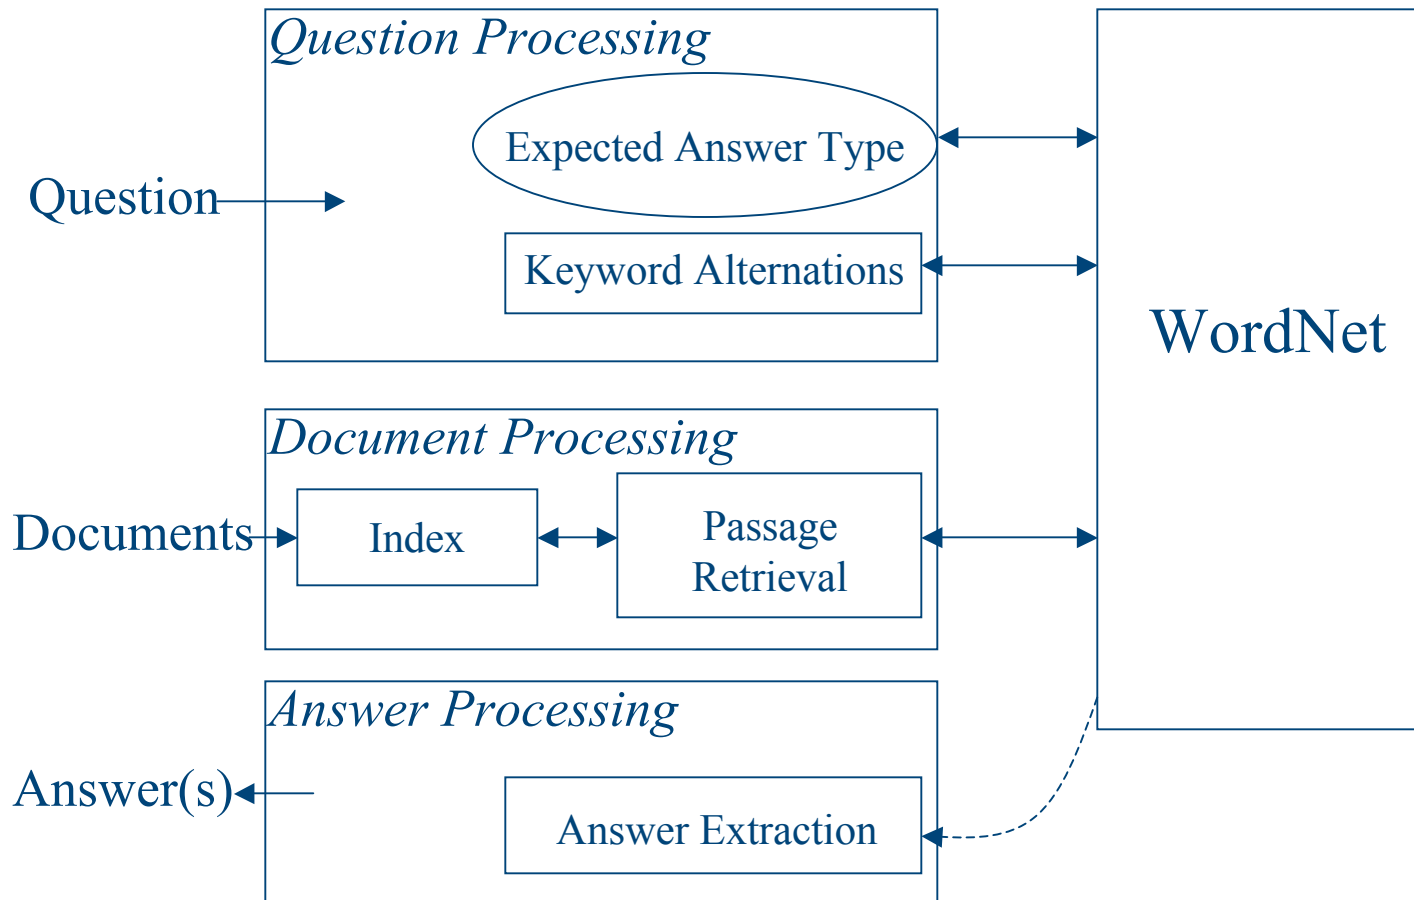 Question Processing
Expected Answer Type
Question
Keyword Alternations
WordNet
Document Processing
Documents
Index
Passage
Retrieval
Answer Processing
Answer(s)
Answer Extraction